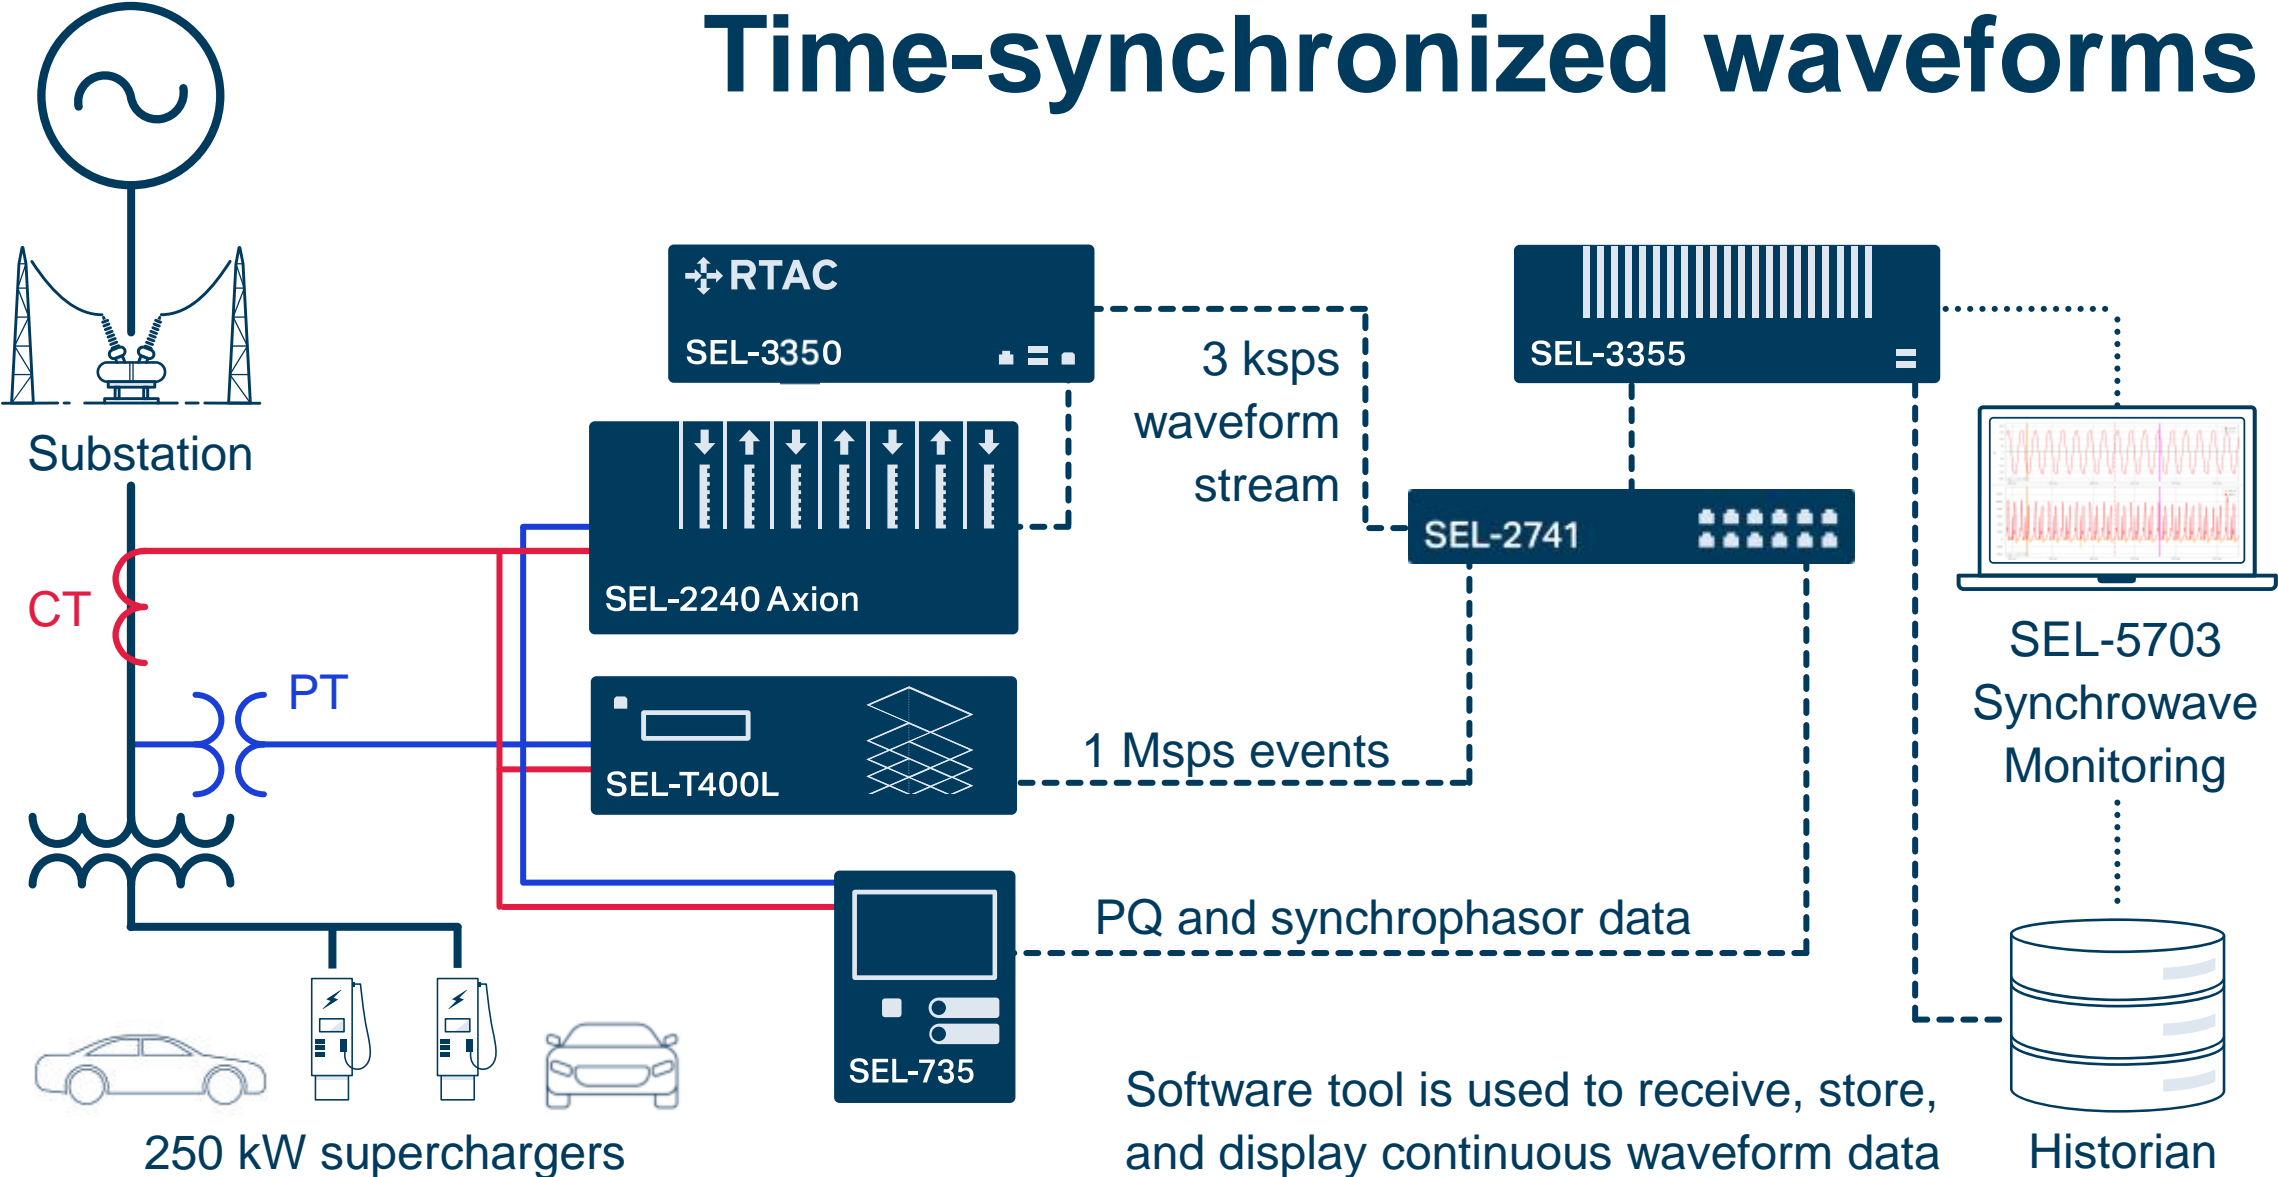 Time-synchronized waveforms
RTAC
SEL-3350
SEL-3355
3 ksps
waveform
stream
Substation
SEL-2741
CT
SEL-2240 Axion
SEL-5703
Synchrowave
Monitoring
PT
1 Msps events
SEL-T400L
PQ and synchrophasor data
SEL-735
Software tool is used to receive, store,
and display continuous waveform data
250 kW superchargers
Historian